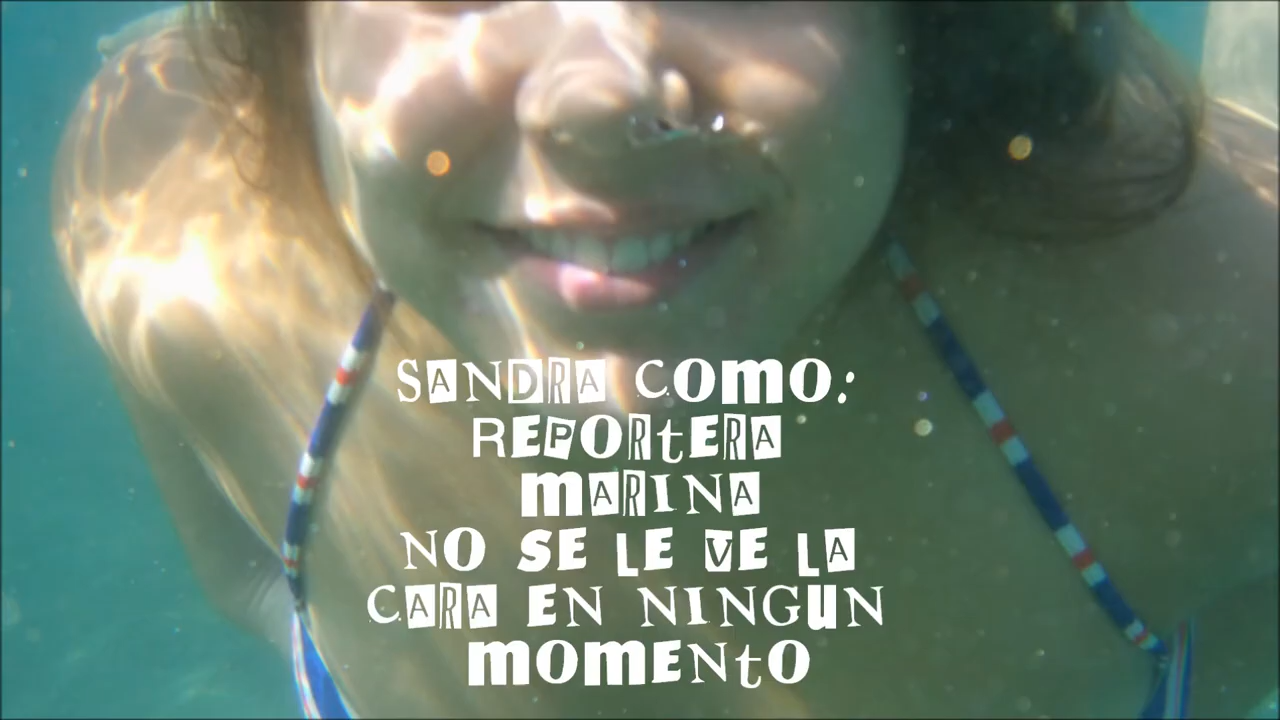 SANDRA COMO:
REPORTERA
MARINA
NO SE LE VE LA
CARA EN NINGUN
MOMENTO